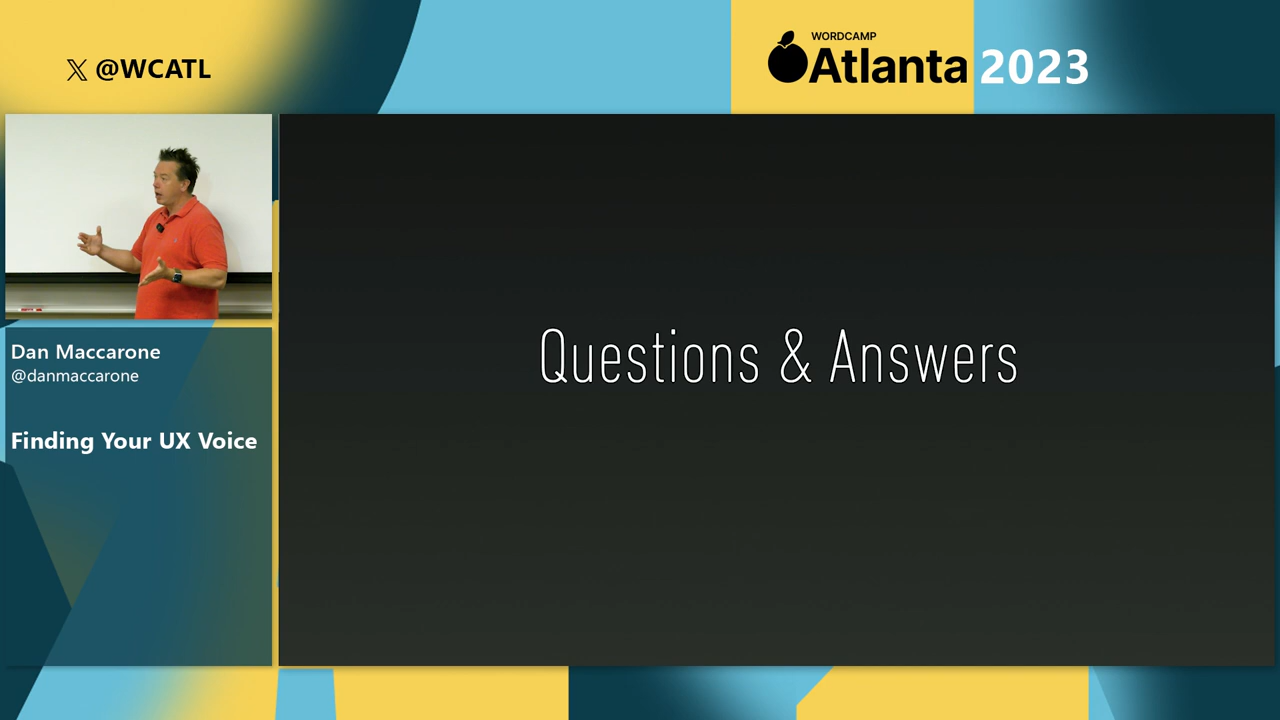 𝕏 @WCATL
WORDCAMP
Atlanta 2023
Dan Maccarone
@danmaccarone
Finding Your UX Voice
Questions & Answers